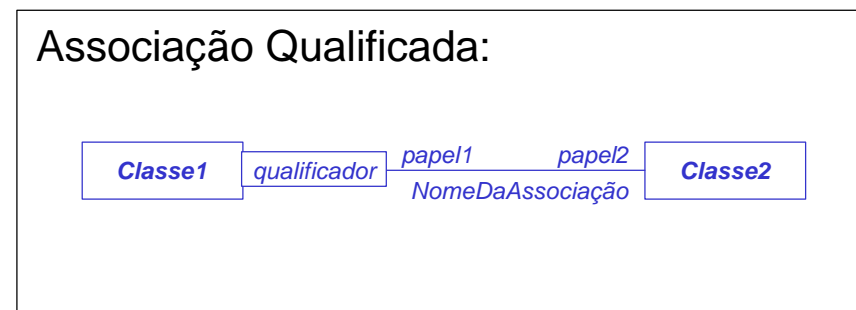 Associação Qualificada:
Classe1 qualificador papel1 papel2 Classe2
NomeDaAssociação